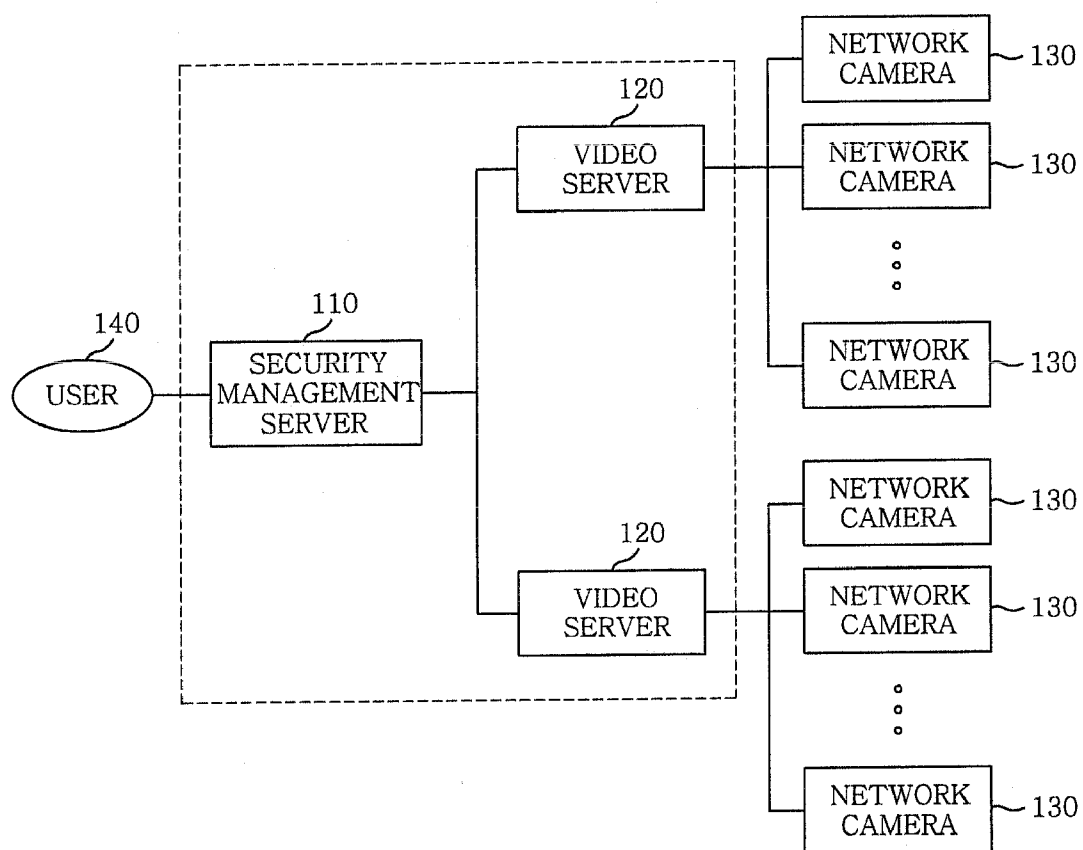 NETWORK
CAMERA
130
120
VIDEO
SERVER
NETWORK
CAMERA
130
110
SECURITY
MANAGEMENT
SERVER
140
USER
NETWORK
CAMERA
130
NETWORK
CAMERA
130
120
VIDEO
SERVER
NETWORK
CAMERA
130
NETWORK
CAMERA
130